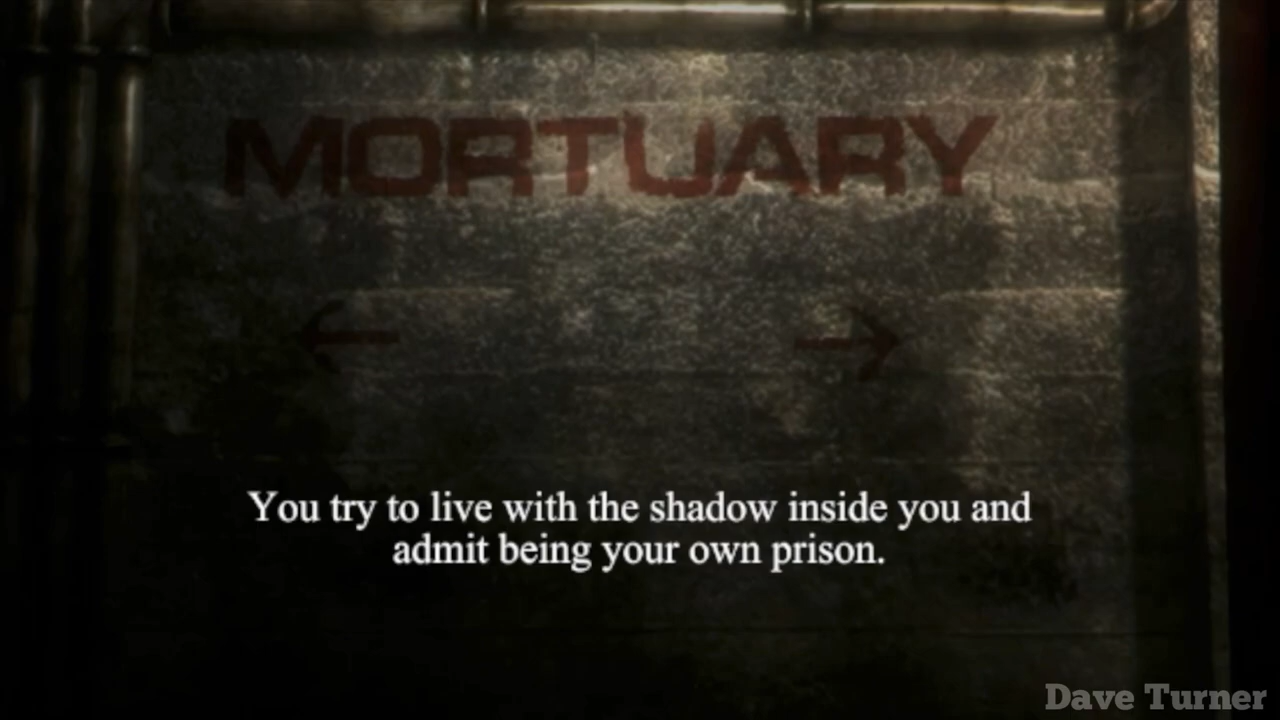 MORTUARY
You try to live with the shadow inside you and
admit being your own prison.
Dave Turner